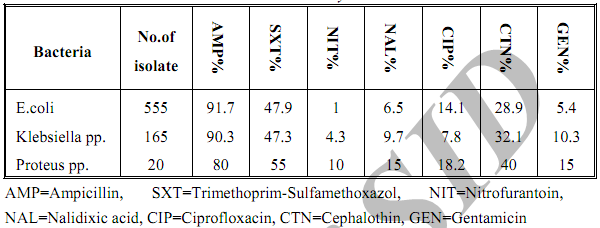 Bacteria No.of isolate AMP% SXT% NIT% NAL% CIP% CTN% GEN%
E.coli 555 91.7 47.9 1 6.5 14.1 28.9 5.4
Klebsiella pp. 165 90.3 47.3 4.3 9.7 7.8 32.1 10.3
Proteus pp. 20 80 55 10 15 18.2 40 15
AMP=Ampicillin, SXT=Trimethoprim-Sulfamethoxazol, NIT=Nitrofurantoin,
NAL=Nalidixic acid, CIP=Ciprofloxacin, CTN=Cephalothin, GEN=Gentamicin
SID